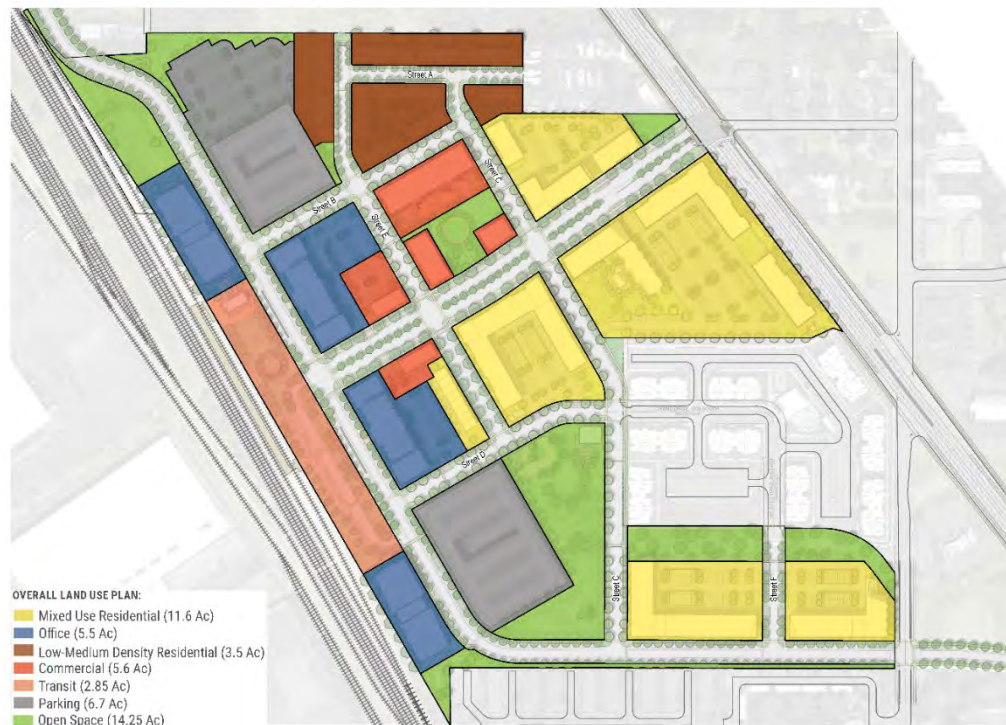 Street A
Street C
Street B
Street E
Street D
Street C
Street F
OVERALL LAND USE PLAN:
Mixed Use Residential (11.6 Ac)
Office (5.5 Ac)
Low-Medium Density Residential (3.5 Ac)
Commercial (5.6 Ac)
Transit (2.85 Ac)
Parking (6.7 Ac)
Open Space (14.25 Ac)